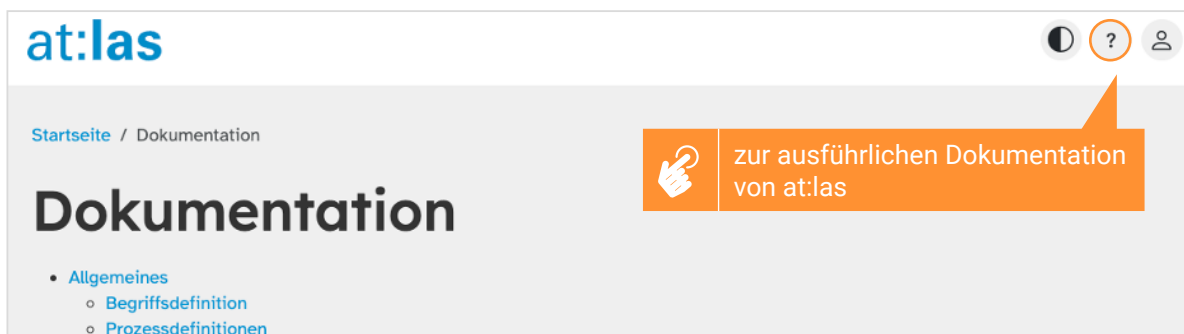 at:las
?
Startseite / Dokumentation
zur ausführlichen Dokumentation
von at:las
Dokumentation
Allgemeines
Begriffsdefinition
Prozessdefinitionen